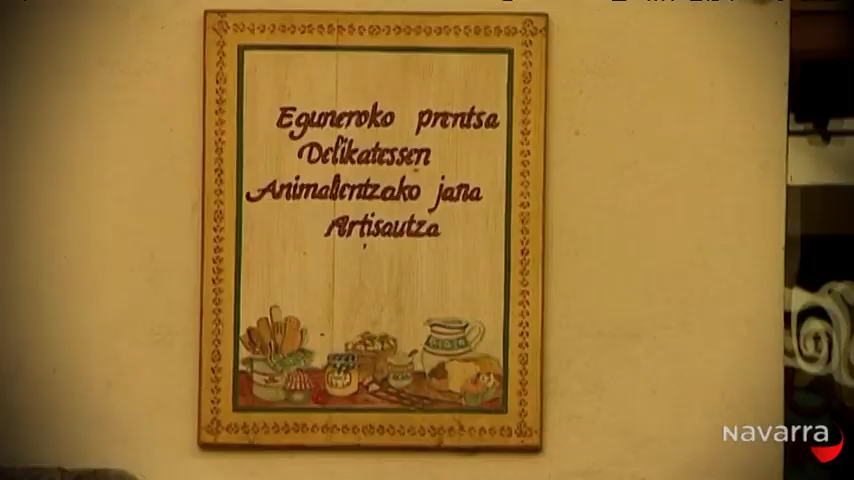 Eguneroko prentsa
Delikatessen
Animalientzako jana
Artisautza
Navarra